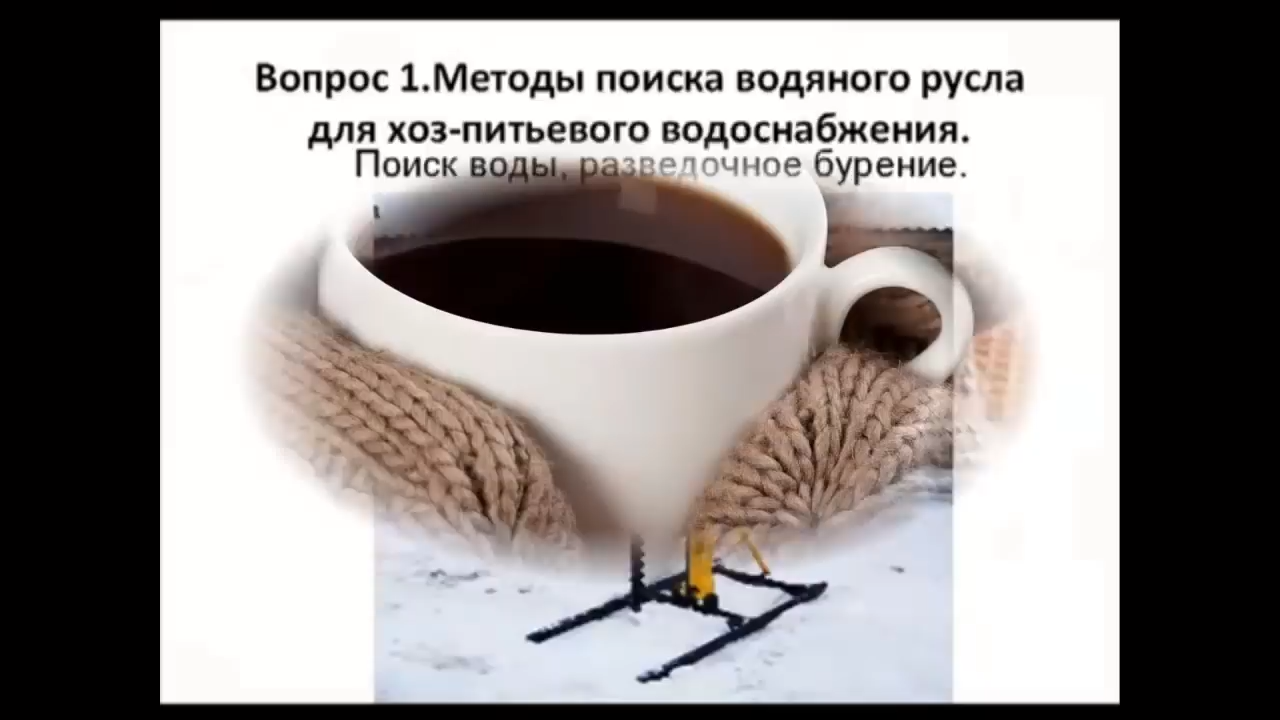 Вопрос 1.Методы поиска водяного русла
для хоз-питьевого водоснабжения.
Поиск воды, разведочное бурение.